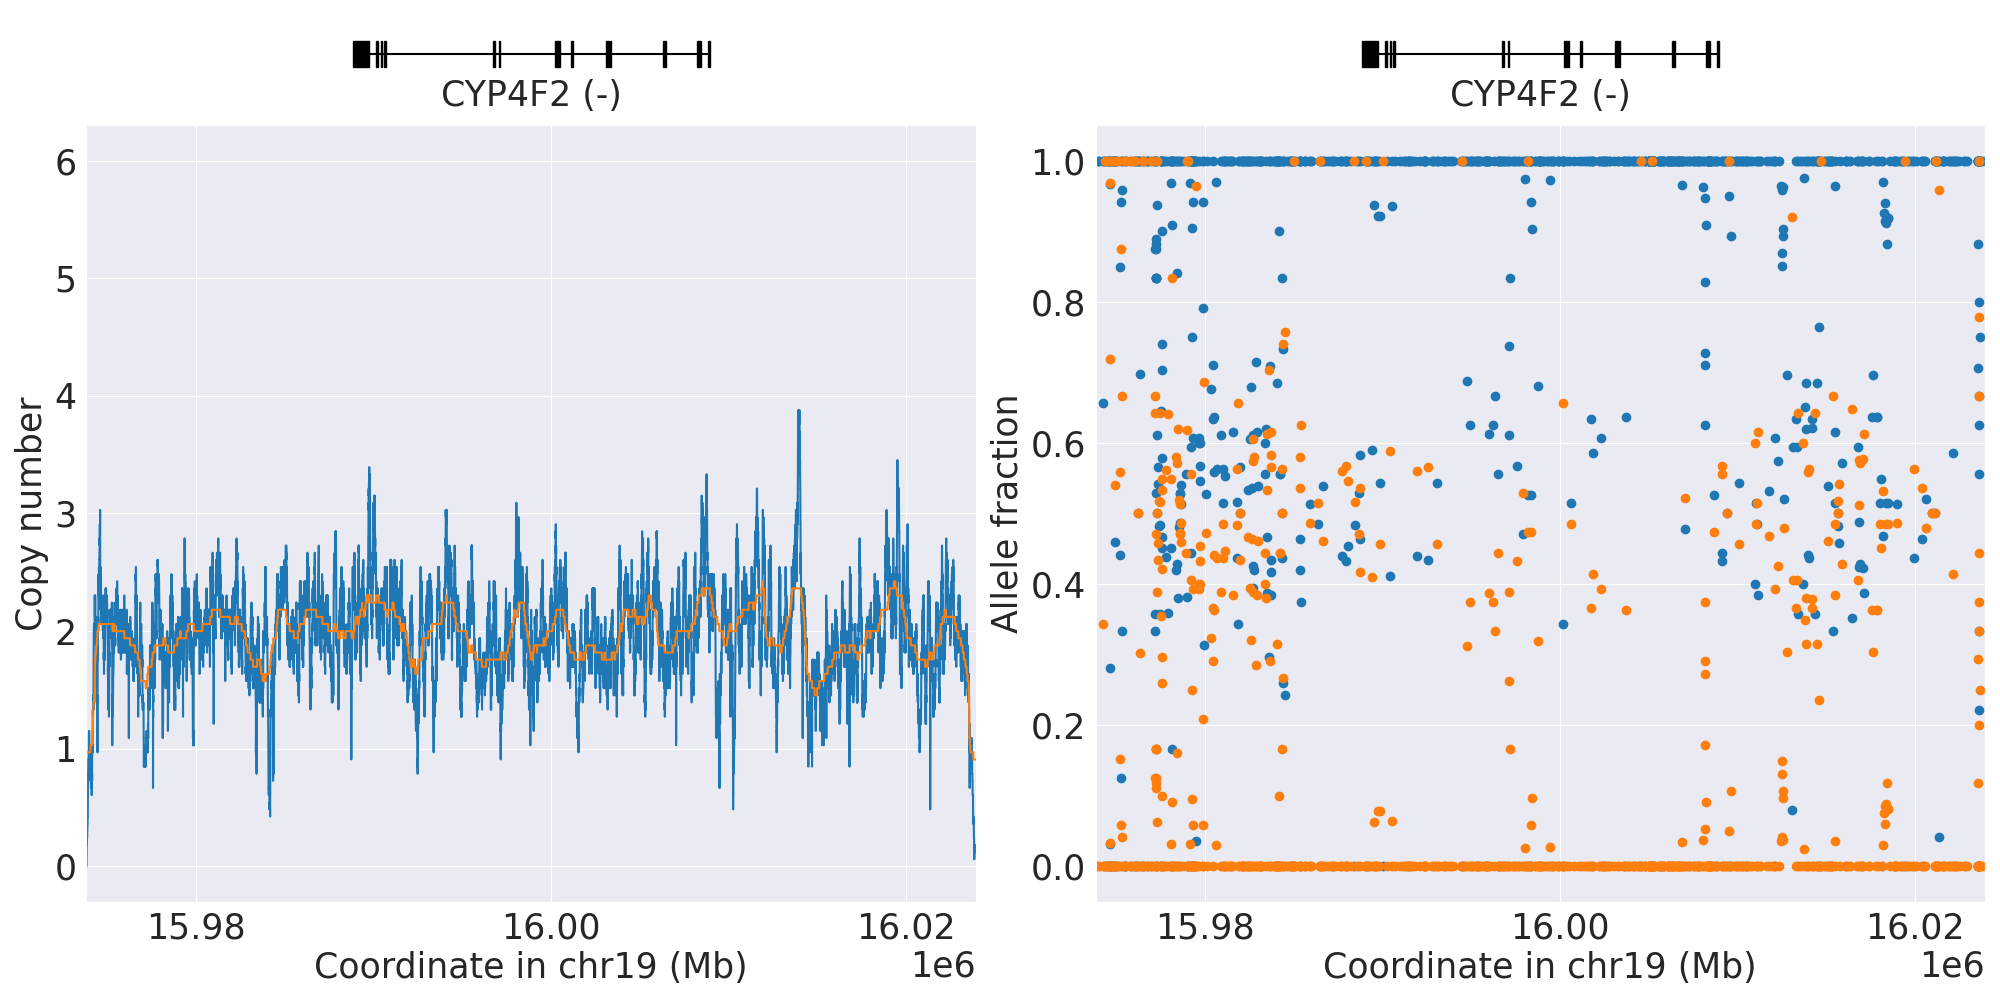 CYP4F2 (-)
6
5
4
3
2
1
0
Copy number
15.98
16.00
16.02
Coordinate in chr19 (Mb)
1e6
CYP4F2 (-)
1.0
0.8
0.6
0.4
0.2
0.0
Allele fraction
15.98
16.00
16.02
Coordinate in chr19 (Mb)
1e6